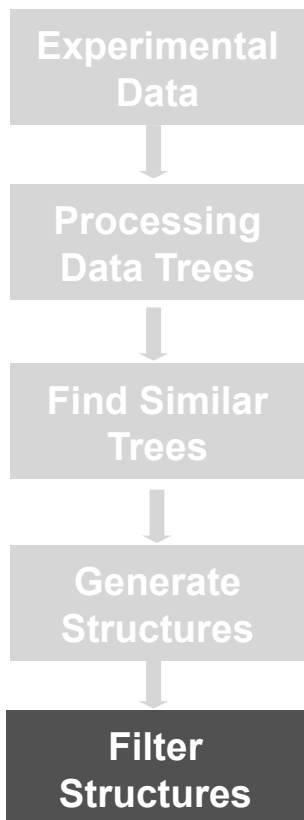 Experimental
Data
Processing
Data Trees
Find Similar
Trees
Generate
Structures
Filter
Structures